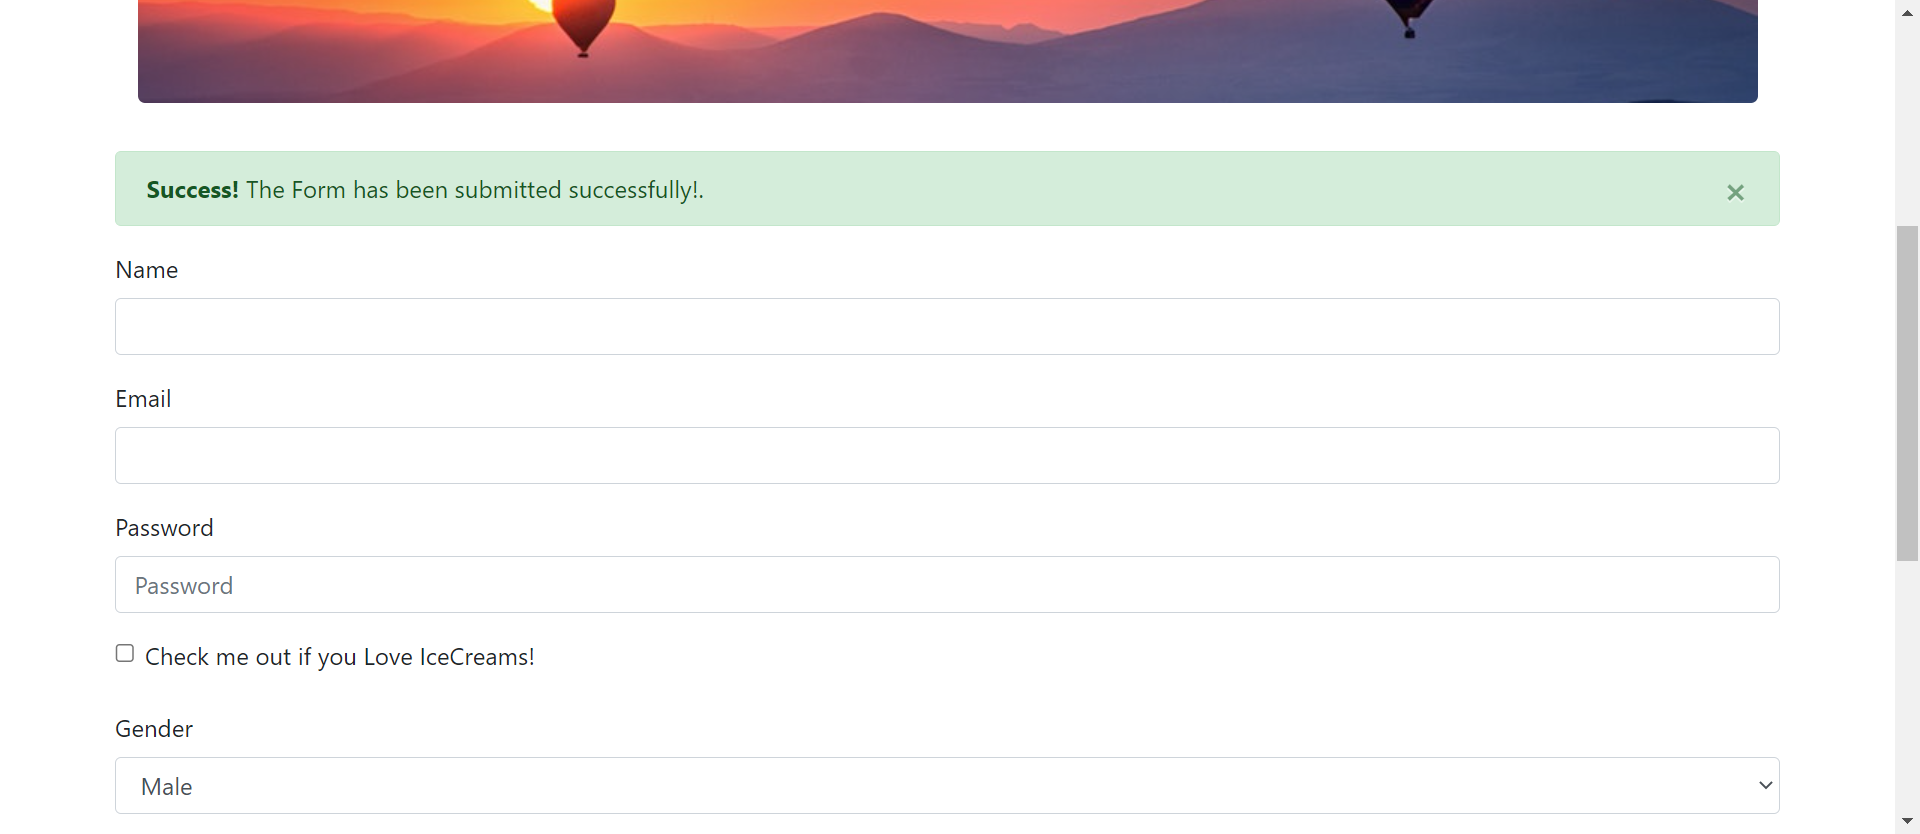 Success! The Form has been submitted successfully!.
×
Name
Email
Password
Password
Check me out if you Love IceCreams!
Gender
Male